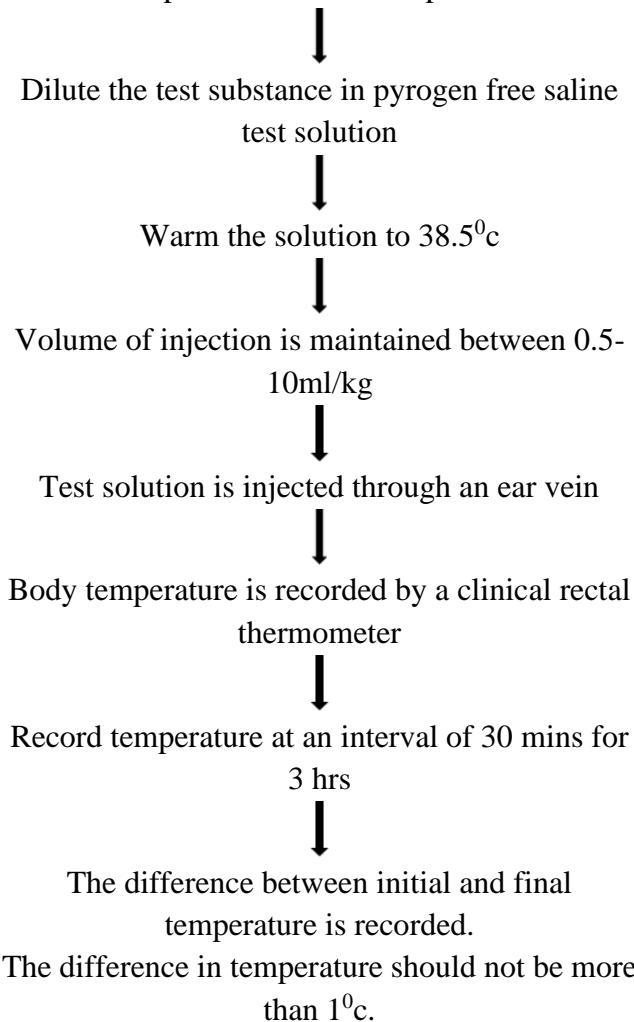 Dilute the test substance in pyrogen free saline
test solution
Warm the solution to 38.5⁰c
Volume of injection is maintained between 0.5-
10ml/kg
Test solution is injected through an ear vein
Body temperature is recorded by a clinical rectal
thermometer
Record temperature at an interval of 30 mins for
3 hrs
The difference between initial and final
temperature is recorded.
The difference in temperature should not be more
than 1⁰c.